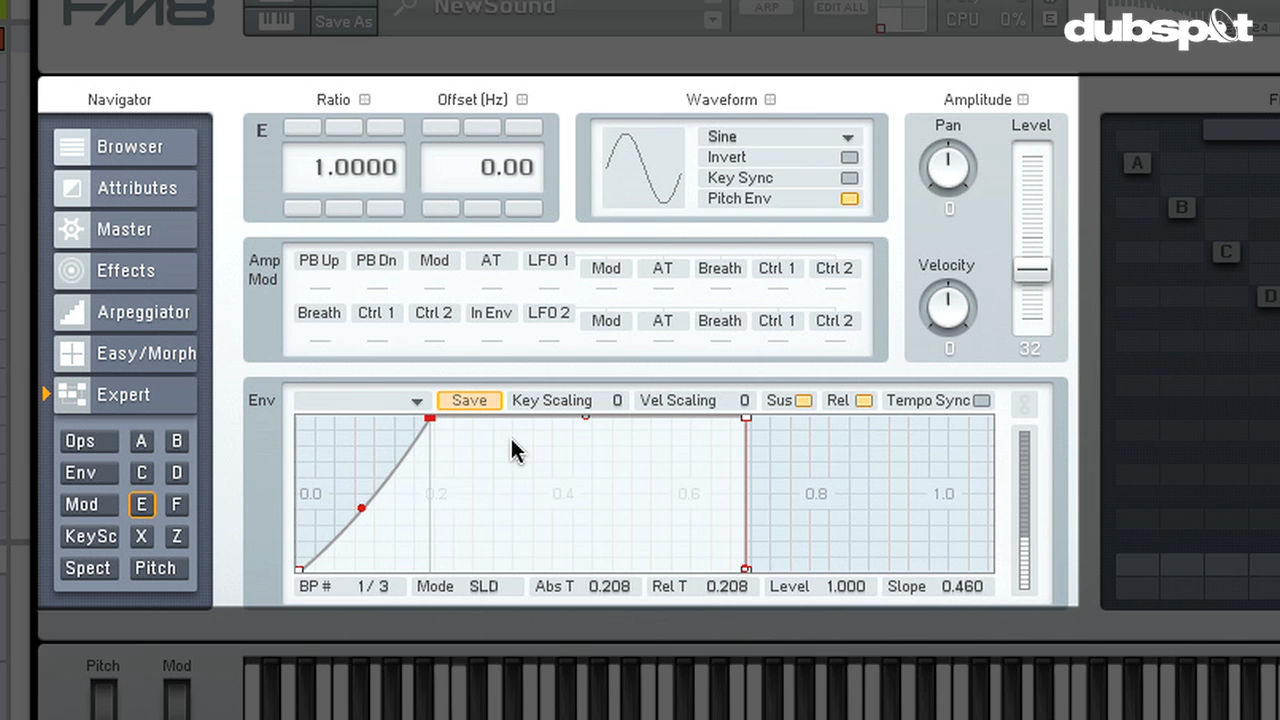 FM8
Save As
NewSound
ARP
EDIT ALL
CPU 0%
E
dubspot
24
Navigator
Ratio
Offset (Hz)
Waveform
Amplitude
F
Browser
Attributes
Master
Effects
Arpeggiator
Easy/Morph
Expert
Ops A B
Env C D
Mod E F
KeySc X Z
Spect Pitch
E
1.0000
0.00
Sine
Invert
Key Sync
Pitch Env
Pan
Level
0
Velocity
0
32
A
B
C
D
Amp
Mod
PB Up PB Dn Mod AT LFO 1 Mod AT Breath Ctrl 1 Ctrl 2
Breath Ctrl 1 Ctrl 2 In Env LFO 2 Mod AT Breath Ctrl 1 Ctrl 2
Env
Save Key Scaling 0 Vel Scaling 0 Sus Rel Tempo Sync
0.0 0.2 0.4 0.6 0.8 1.0
BP # 1/ 3 Mode SLD Abs T 0.208 Rel T 0.208 Level 1.000 Slope 0.460
Pitch
Mod